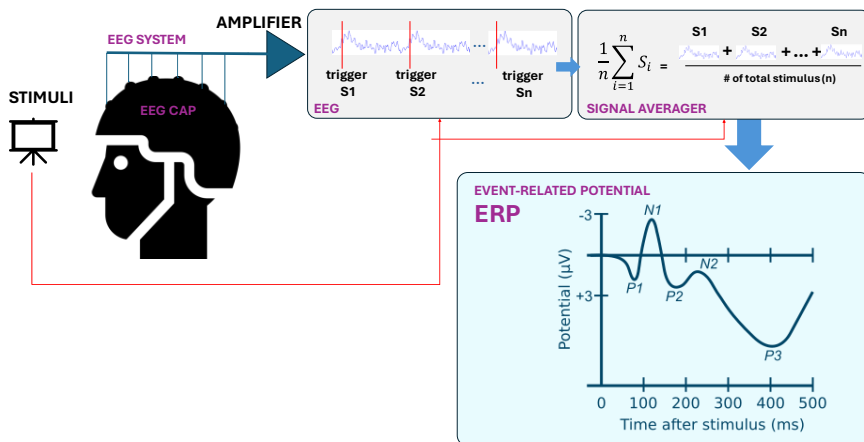 AMPLIFIER
EEG SYSTEM
STIMULI
EEG CAP
...
trigger trigger ... trigger
S1 S2 Sn
EEG
S1 S2 Sn
1/n n∑i=1 Si = + + ... +
# of total stimulus (n)
SIGNAL AVERAGER
EVENT-RELATED POTENTIAL
ERP
-3
N1
N2
+3
P1
P2
P3
Potential (µV)
0 100 200 300 400 500
Time after stimulus (ms)